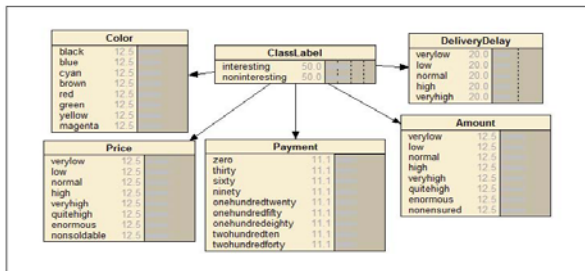 Color
black 12.5
blue 12.5
cyan 12.5
brown 12.5
red 12.5
green 12.5
yellow 12.5
magenta 12.5
ClassLabel
interesting 50.0
noninteresting 50.0
DeliveryDelay
verylow 20.0
low 20.0
normal 20.0
high 20.0
veryhigh 20.0
Price
verylow 12.5
low 12.5
normal 12.5
high 12.5
veryhigh 12.5
quitehigh 12.5
enormous 12.5
nonsoldable 12.5
Payment
zero 11.1
thirty 11.1
sixty 11.1
ninety 11.1
onehundredtwenty 11.1
onehundredfifty 11.1
onehundredeighty 11.1
twohundredten 11.1
twohundredforty 11.1
Amount
verylow 12.5
low 12.5
normal 12.5
high 12.5
veryhigh 12.5
quitehigh 12.5
enormous 12.5
nonensured 12.5